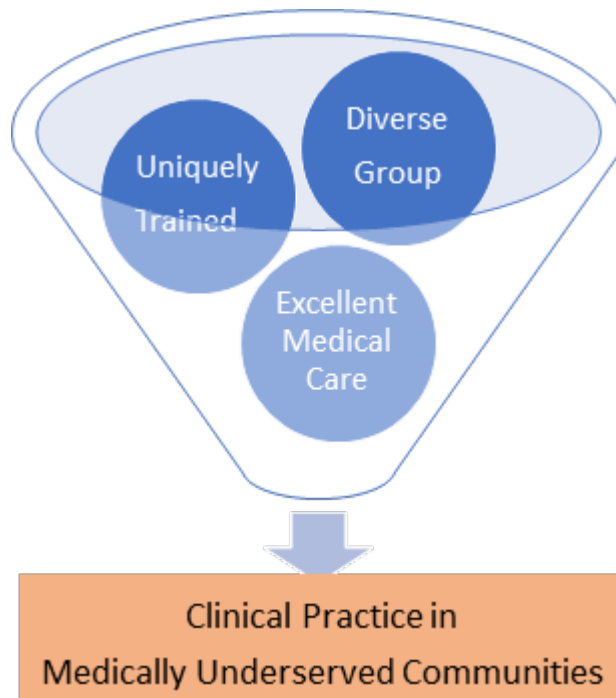 Diverse
Group
Uniquely
Trained
Excellent
Medical
Care
Clinical Practice in
Medically Underserved Communities